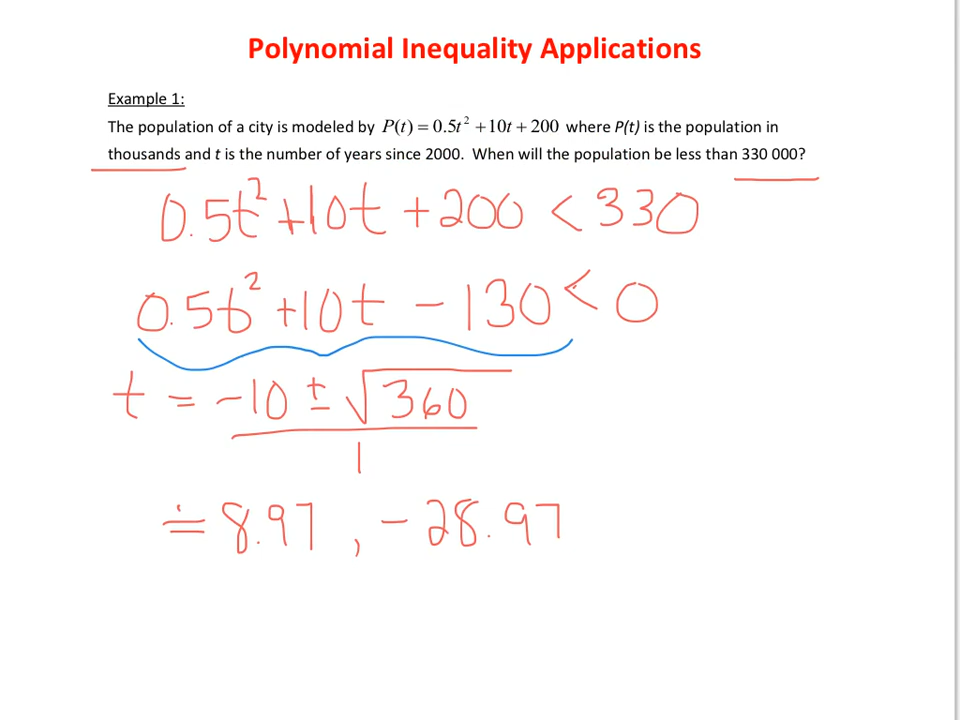 Polynomial Inequality Applications
Example 1:
The population of a city is modeled by P(t) = 0.5t² + 10t + 200 where P(t) is the population in
thousands and t is the number of years since 2000. When will the population be less than 330 000?
0.5t² + 10t + 200 < 330
0.5t² + 10t - 130 < 0
t = -10 ± √360
1
≐ 8.97, -28.97